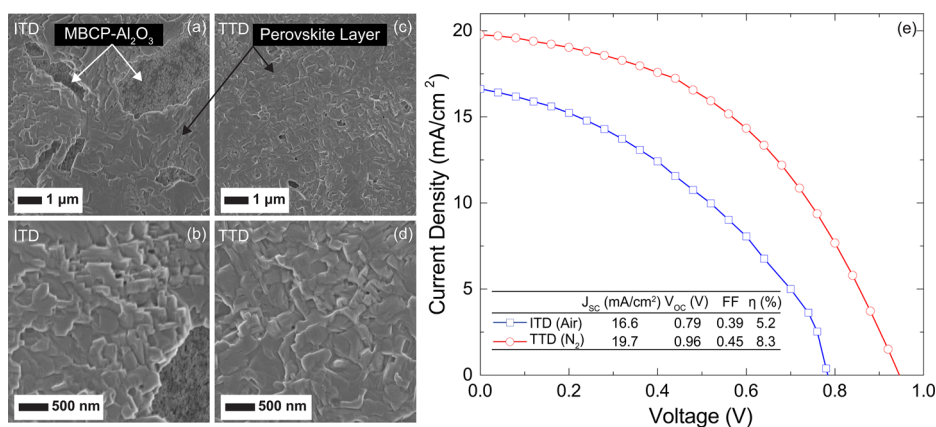 ITD
MBCP-Al₂O₃
(a)
TTD
Perovskite Layer
(c)
1 μm
1 μm
ITD
(b)
TTD
(d)
500 nm
500 nm
(e)
Current Density (mA/cm²)
20
15
10
5
0
J_SC (mA/cm²) V_OC (V) FF η (%)
ITD (Air) 16.6 0.79 0.39 5.2
TTD (N₂) 19.7 0.96 0.45 8.3
0.0 0.2 0.4 0.6 0.8 1.0
Voltage (V)